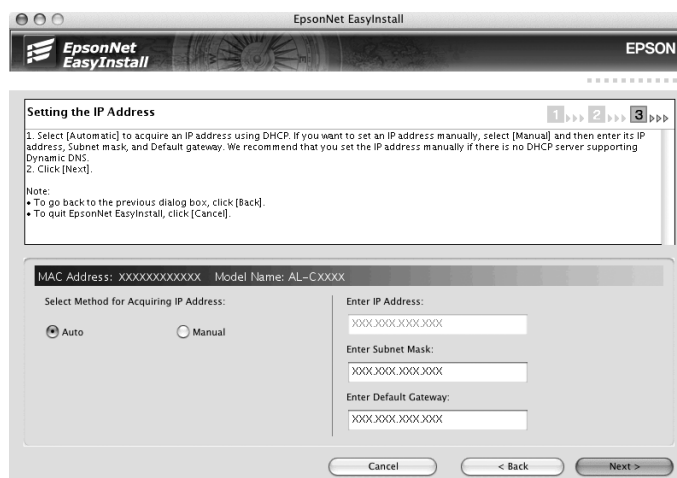 EpsonNet EasyInstall
EpsonNet
EasyInstall
EPSON
Setting the IP Address
1 2 3
1. Select [Automatic] to acquire an IP address using DHCP. If you want to set an IP address manually, select [Manual] and then enter its IP
address, Subnet mask, and Default gateway. We recommend that you set the IP address manually if there is no DHCP server supporting
Dynamic DNS.
2. Click [Next].
Note:
• To go back to the previous dialog box, click [Back].
• To quit EpsonNet EasyInstall, click [Cancel].
MAC Address: XXXXXXXXXXXX Model Name: AL-CXXXX
Select Method for Acquiring IP Address:
Auto
Manual
Enter IP Address:
XXX.XXX.XXX.XXX
Enter Subnet Mask:
XXX.XXX.XXX.XXX
Enter Default Gateway:
XXX.XXX.XXX.XXX
Cancel
< Back
Next >